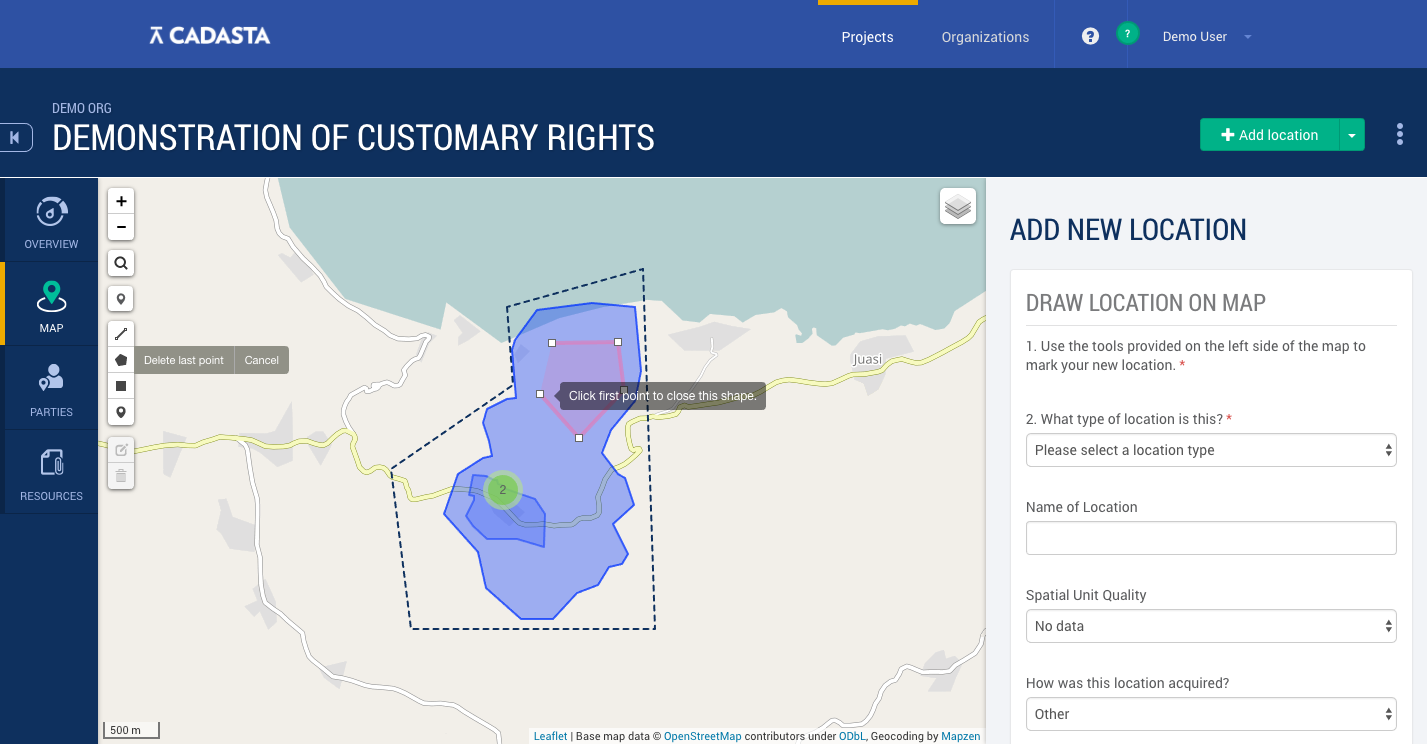 CADASTA
Projects
Organizations
?
?
Demo User
DEMO ORG
DEMONSTRATION OF CUSTOMARY RIGHTS
+ Add location
OVERVIEW
MAP
PARTIES
RESOURCES
+
−
Delete last point
Cancel
Click first point to close this shape.
Juasi
2
500 m
Leaflet | Base map data © OpenStreetMap contributors under ODbL, Geocoding by Mapzen
ADD NEW LOCATION
DRAW LOCATION ON MAP
1. Use the tools provided on the left side of the map to
mark your new location. *
2. What type of location is this? *
Please select a location type
Name of Location
Spatial Unit Quality
No data
How was this location acquired?
Other